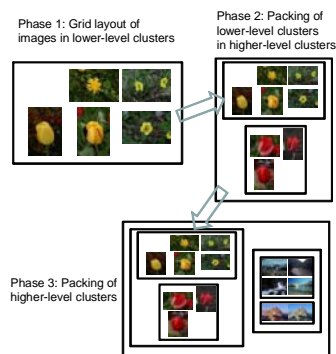 Phase 1: Grid layout of
images in lower-level clusters
Phase 2: Packing of
lower-level clusters
in higher-level clusters
Phase 3: Packing of
higher-level clusters